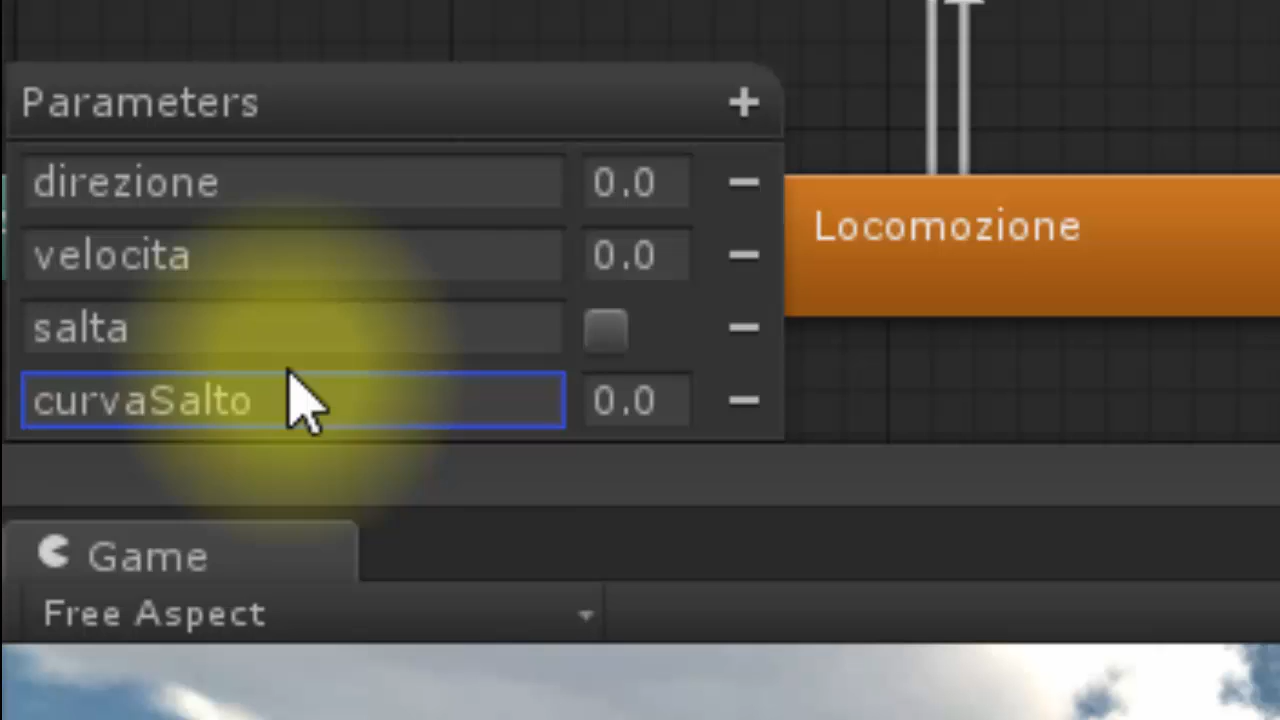 Parameters +
direzione 0.0 −
velocita 0.0 −
Locomozione
salta −
curvaSalto 0.0 −
Game
Free Aspect